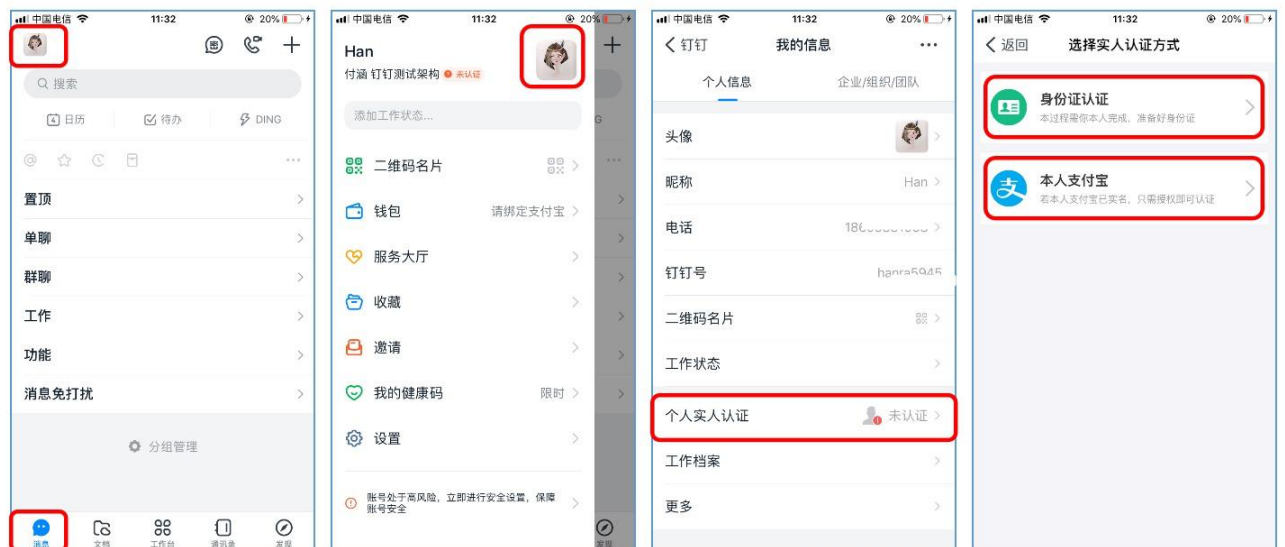 中国电信 11:32 20%
搜索
日历 待办 DING
置顶
单聊
群聊
工作
功能
消息免打扰
分组管理
消息 文档 工作台 通讯录 发现
中国电信 11:32 20%
Han
付涵 钉钉测试架构 未认证
添加工作状态...
二维码名片
钱包 请绑定支付宝
服务大厅
收藏
邀请
我的健康码 限时
设置
账号处于高风险，立即进行安全设置，保障
账号安全
发现
中国电信 11:32 20%
钉钉 我的信息
个人信息 企业/组织/团队
头像
昵称 Han
电话
钉钉号 hanra5945
二维码名片
工作状态
个人实人认证 未认证
工作档案
更多
中国电信 11:32 20%
返回 选择实人认证方式
身份证认证
本过程需你本人完成，准备好身份证
支
本人支付宝
若本人支付宝已实名，只需授权即可认证